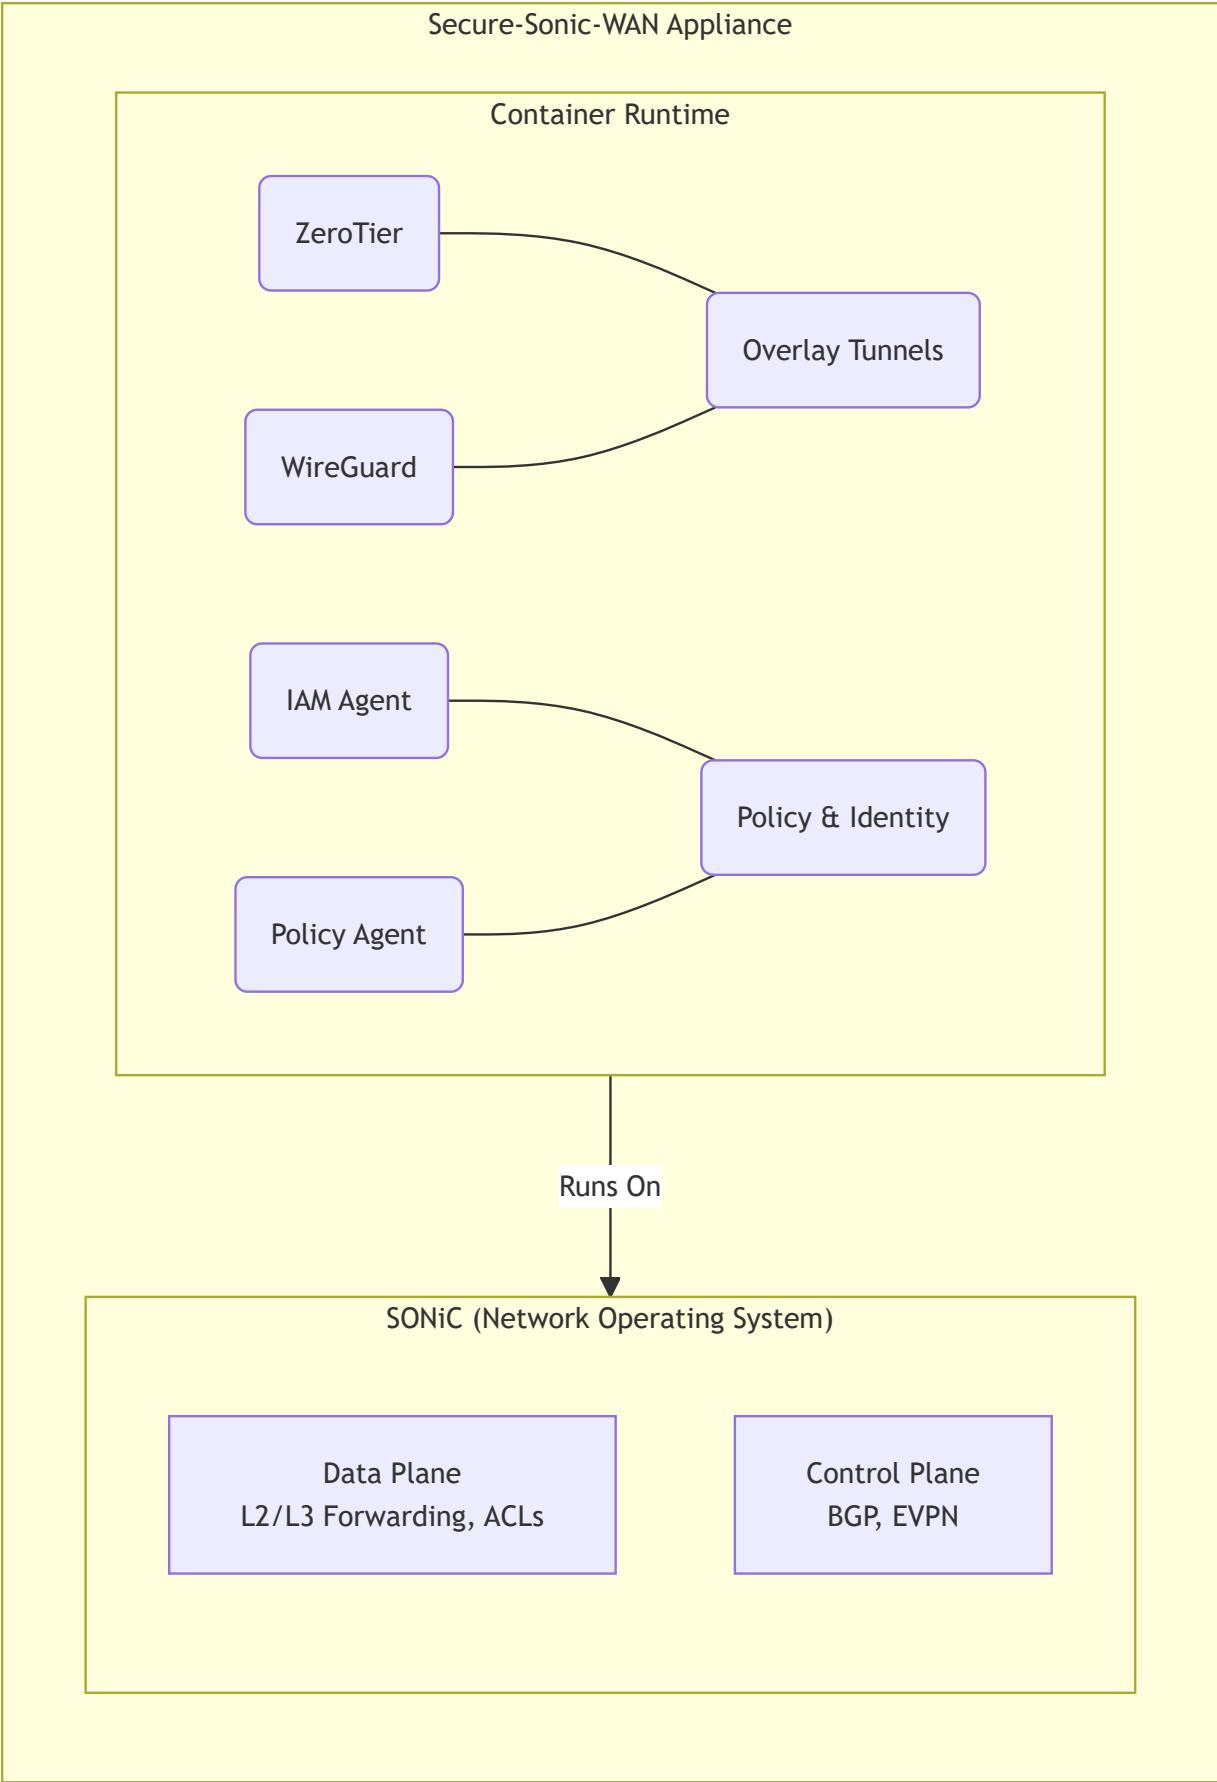 Secure-Sonic-WAN Appliance
Container Runtime
ZeroTier
Overlay Tunnels
WireGuard
IAM Agent
Policy & Identity
Policy Agent
Runs On
SONiC (Network Operating System)
Data Plane
L2/L3 Forwarding, ACLs
Control Plane
BGP, EVPN